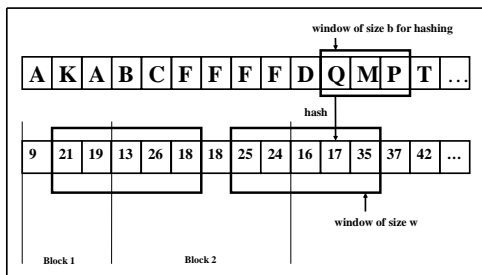 window of size b for hashing
A K A B C F F F F D Q M P T ...
hash
9 21 19 13 26 18 18 25 24 16 17 35 37 42 ...
window of size w
Block 1 Block 2